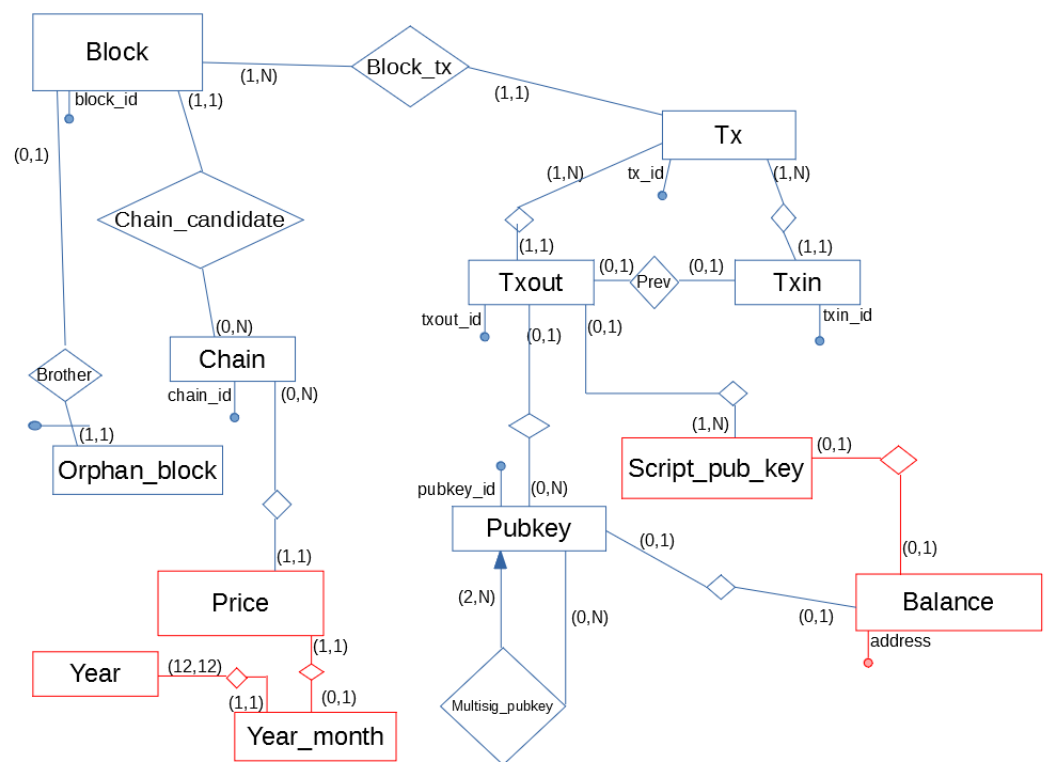 Block
block_id
(1,N)
Block_tx
(1,1)
(1,1)
(0,1)
Tx
tx_id
(1,N)
(1,N)
Chain_candidate
(1,1)
(1,1)
Txout
(0,1)
Prev
(0,1)
Txin
txout_id
txin_id
(0,1)
(0,1)
(0,N)
Chain
chain_id
(0,N)
Brother
(1,1)
Orphan_block
(1,N)
Script_pub_key
(0,1)
pubkey_id
(0,N)
Pubkey
(0,1)
(0,1)
(1,1)
Price
(2,N)
(0,N)
(0,1)
Balance
address
(1,1)
Year
(12,12)
(1,1)
(0,1)
Year_month
Multisig_pubkey